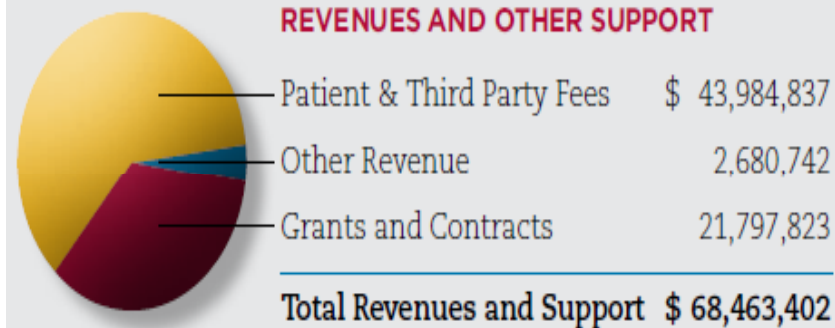 REVENUES AND OTHER SUPPORT
Patient & Third Party Fees $ 43,984,837
Other Revenue 2,680,742
Grants and Contracts 21,797,823
Total Revenues and Support $ 68,463,402